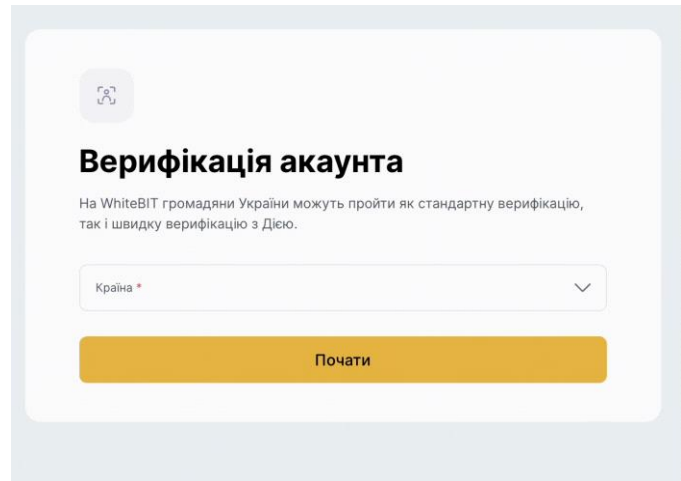 Верифікація акаунта
На WhiteBIT громадяни України можуть пройти як стандартну верифікацію,
так і швидку верифікацію з Дією.
Країна *
Почати